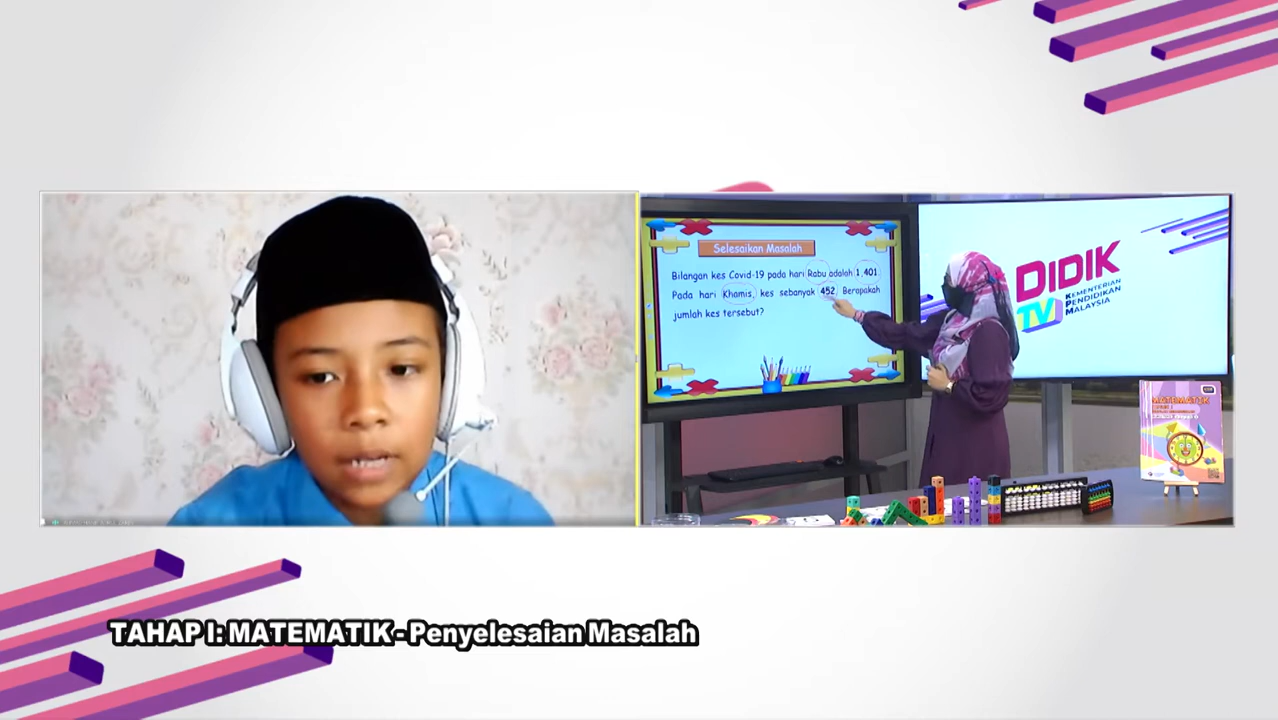 Selesaikan Masalah
Bilangan kes Covid-19 pada hari Rabu adalah 1,401.
Pada hari Khamis, kes sebanyak 452. Berapakah
jumlah kes tersebut?
DIDIK
TV
KEMENTERIAN
PENDIDIKAN
MALAYSIA
MATEMATIK
TAHAP I: MATEMATIK - Penyelesaian Masalah